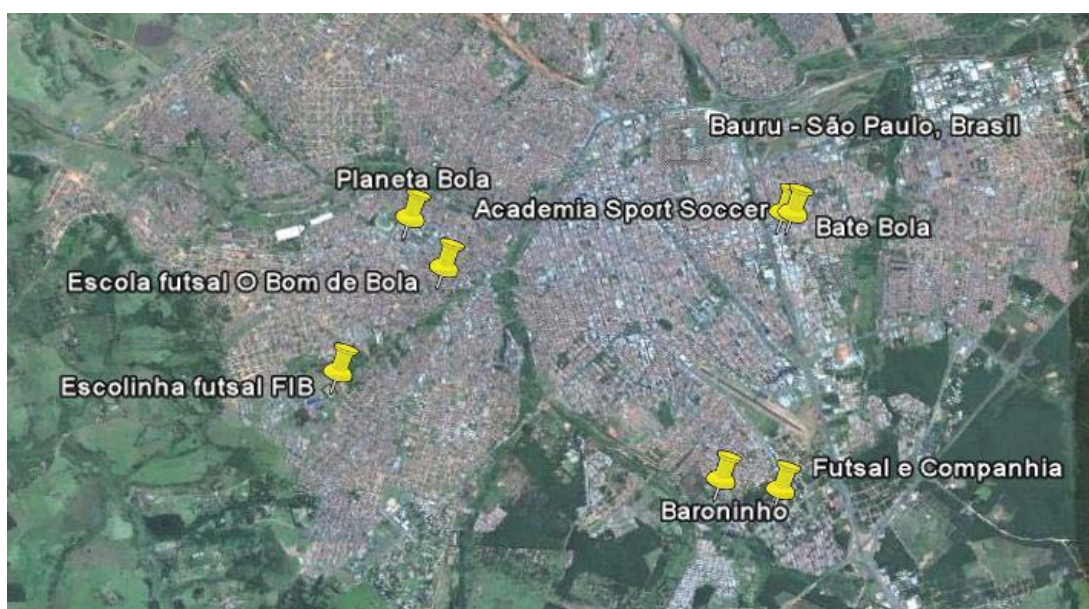 Bauru - São Paulo, Brasil
Planeta Bola
Academia Sport Soccer
Bate Bola
Escola futsal O Bom de Bola
Escolinha futsal FIB
Futsal e Companhia
Baroninho